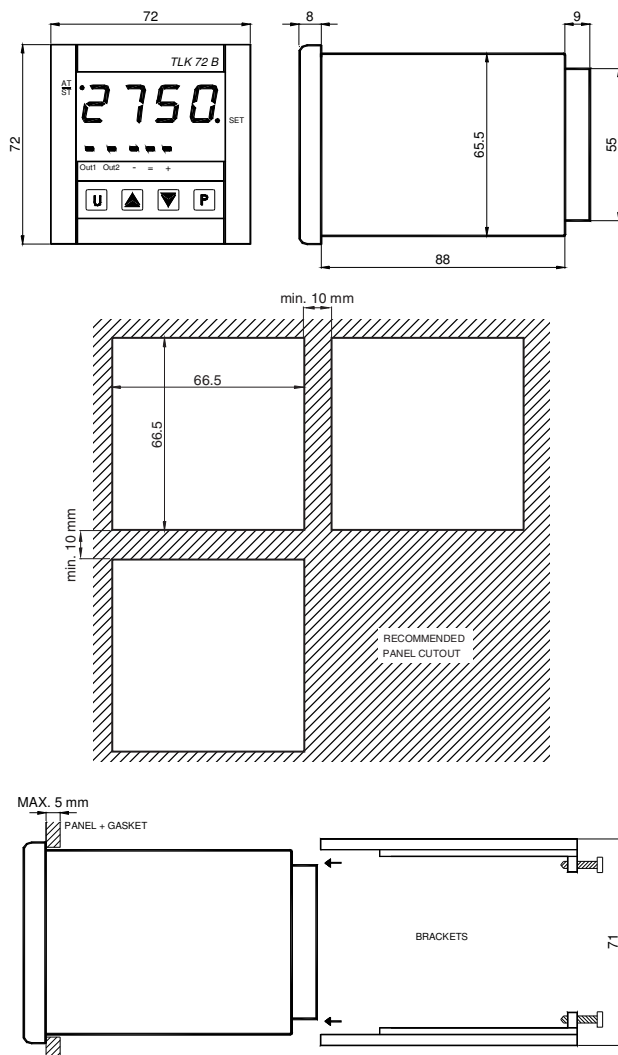 72
8
9
TLK 72 B
AT
ST
2750.
SET
Out1 Out2 - = +
U P
72
65.5
55
88
min. 10 mm
66.5
66.5
min. 10 mm
RECOMMENDED
PANEL CUTOUT
MAX. 5 mm
PANEL + GASKET
BRACKETS
71